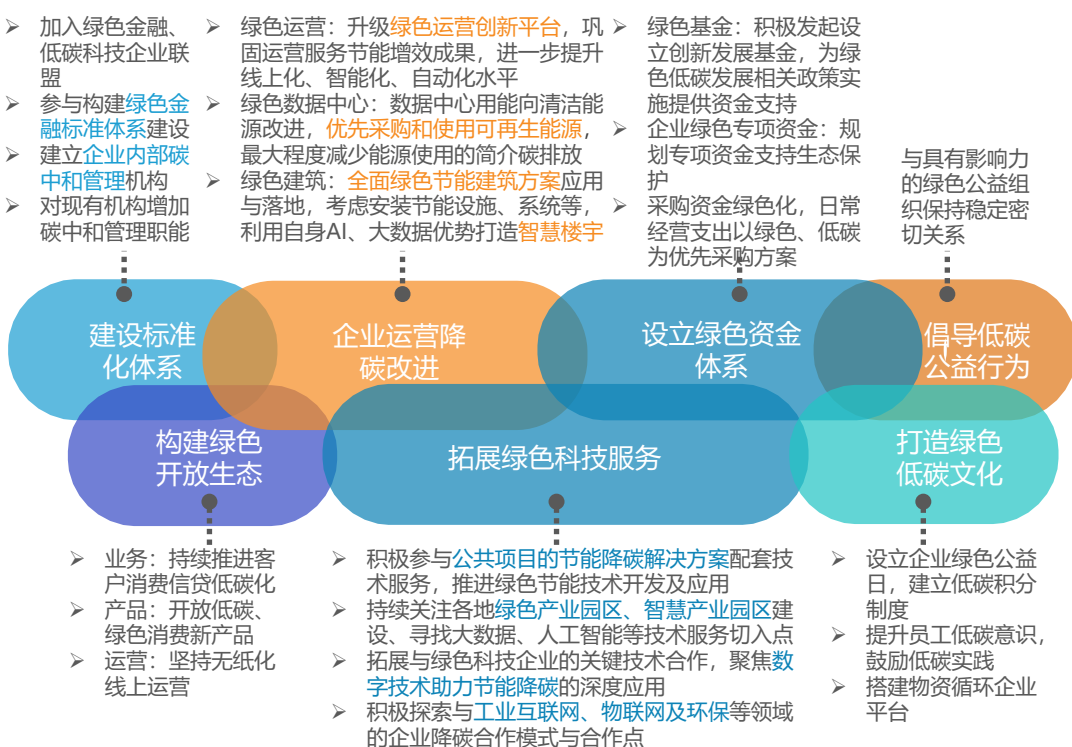 ➢ 加入绿色金融、
低碳科技企业联
盟
➢ 参与构建绿色金
融标准体系建设
➢ 建立企业内部碳
中和管理机构
➢ 对现有机构增加
碳中和管理职能
➢ 绿色运营：升级绿色运营创新平台，巩
固运营服务节能增效成果，进一步提升
线上化、智能化、自动化水平
➢ 绿色数据中心：数据中心用能向清洁能
源改进，优先采购和使用可再生能源，
最大程度减少能源使用的简介碳排放
➢ 绿色建筑：全面绿色节能建筑方案应用
与落地，考虑安装节能设施、系统等，
利用自身AI、大数据优势打造智慧楼宇
➢ 绿色基金：积极发起设
立创新发展基金，为绿
色低碳发展相关政策实
施提供资金支持
➢ 企业绿色专项资金：规
划专项资金支持生态保
护
➢ 采购资金绿色化，日常
经营支出以绿色、低碳
为优先采购方案
与具有影响力
的绿色公益组
织保持稳定密
切关系
建设标准
化体系
企业运营降
碳改进
设立绿色资金
体系
倡导低碳
公益行为
构建绿色
开放生态
拓展绿色科技服务
打造绿色
低碳文化
➢ 业务：持续推进客
户消费信贷低碳化
➢ 产品：开放低碳、
绿色消费新产品
➢ 运营：坚持无纸化
线上运营
➢ 积极参与公共项目的节能降碳解决方案配套技
术服务，推进绿色节能技术开发及应用
➢ 持续关注各地绿色产业园区、智慧产业园区建
设、寻找大数据、人工智能等技术服务切入点
➢ 拓展与绿色科技企业的关键技术合作，聚焦数
字技术助力节能降碳的深度应用
➢ 积极探索与工业互联网、物联网及环保等领域
的企业降碳合作模式与合作点
➢ 设立企业绿色公益
日，建立低碳积分
制度
➢ 提升员工低碳意识，
鼓励低碳实践
➢ 搭建物资循环企业
平台